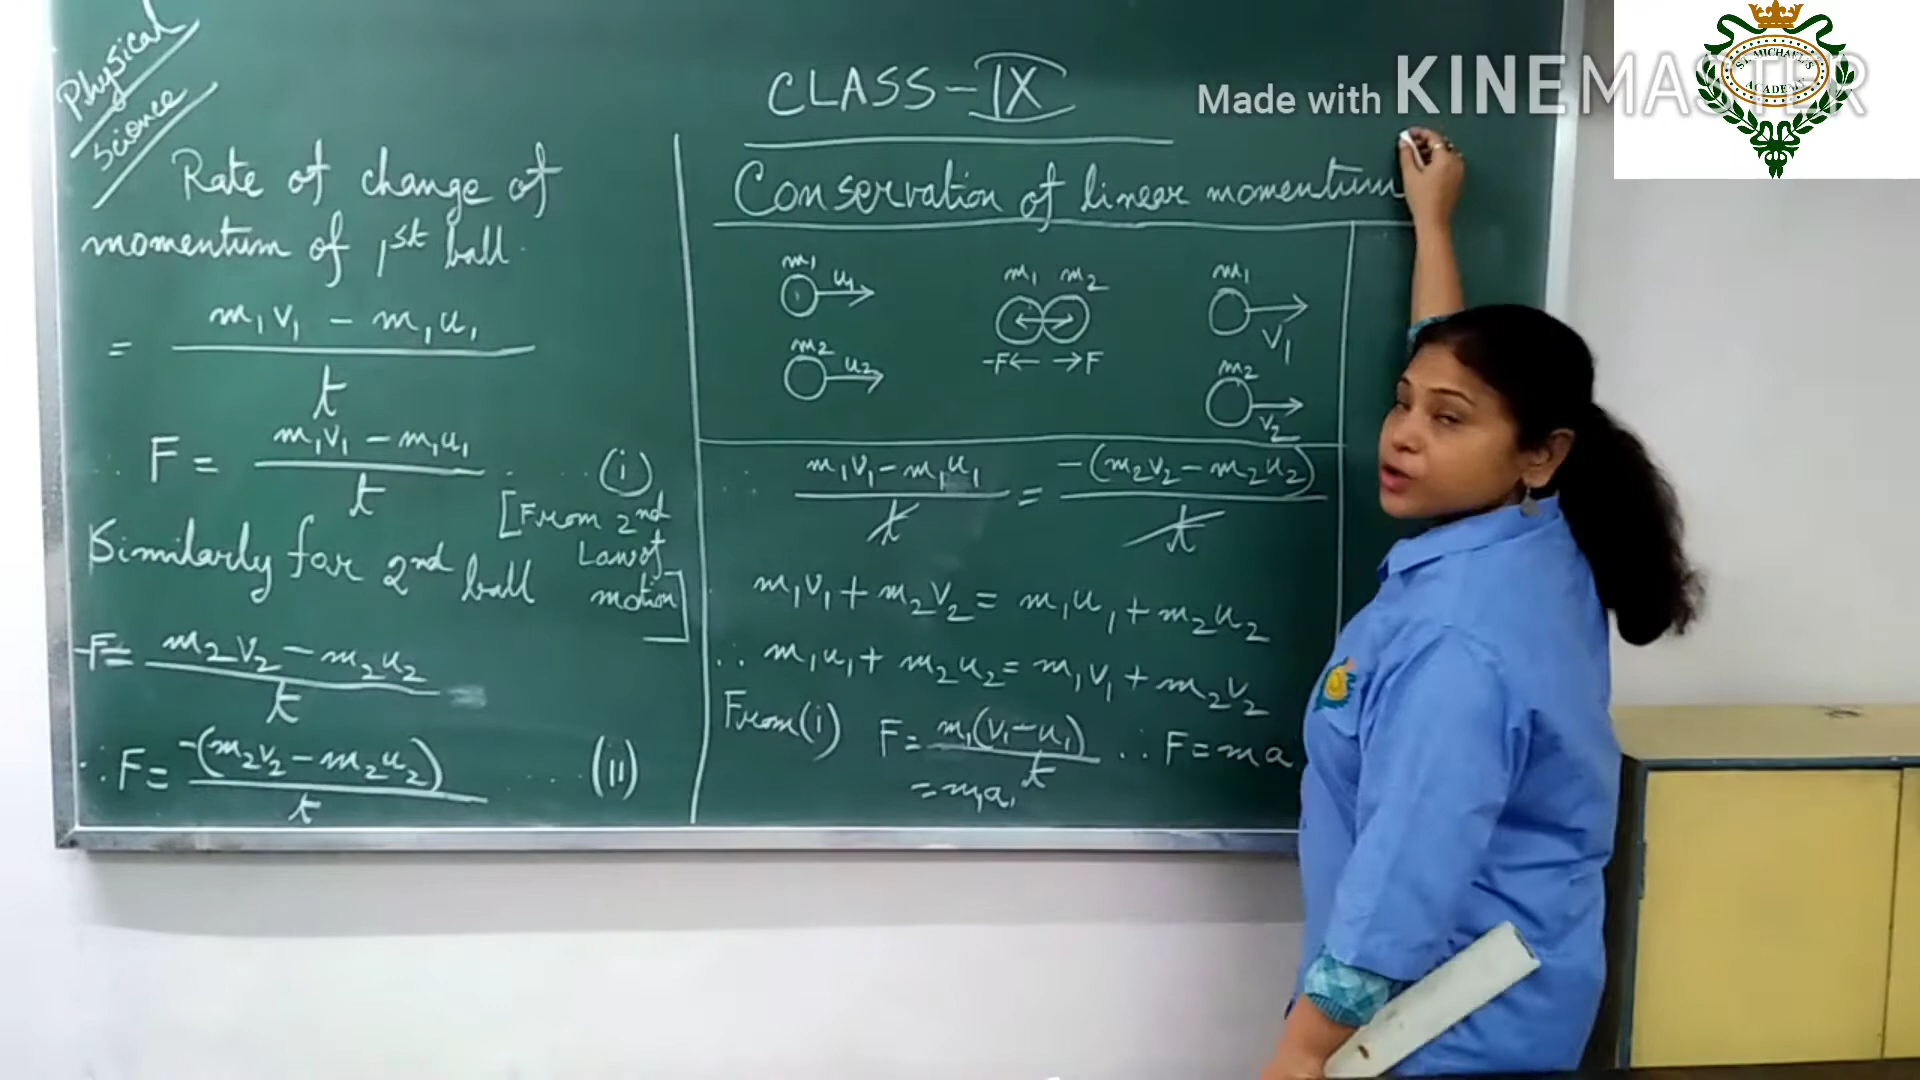 Physical
Science
CLASS-IX
Made with KINEMASTER
ST. MICHAEL'S
ACADEMY
Rate of change of
momentum of 1st ball.
= m₁v₁ - m₁u₁
t
F = m₁v₁ - m₁u₁
t
(i)
[From 2nd
Law of
motion]
Similarly for 2nd ball
-F = m₂v₂ - m₂u₂
t
∴ F = -(m₂v₂ - m₂u₂)
t
(ii)
Conservation of linear momentum
m₁ u₁
m₂ u₂
m₁ m₂
-F← →F
m₁
V₁
m₂
v₂
m₁v₁ - m₁u₁ = -(m₂v₂ - m₂u₂)
t t
m₁v₁ + m₂v₂ = m₁u₁ + m₂u₂
∴ m₁u₁ + m₂u₂ = m₁v₁ + m₂v₂
From (i) F = m₁(v₁-u₁) ∴ F = ma
t
= m₁a₁